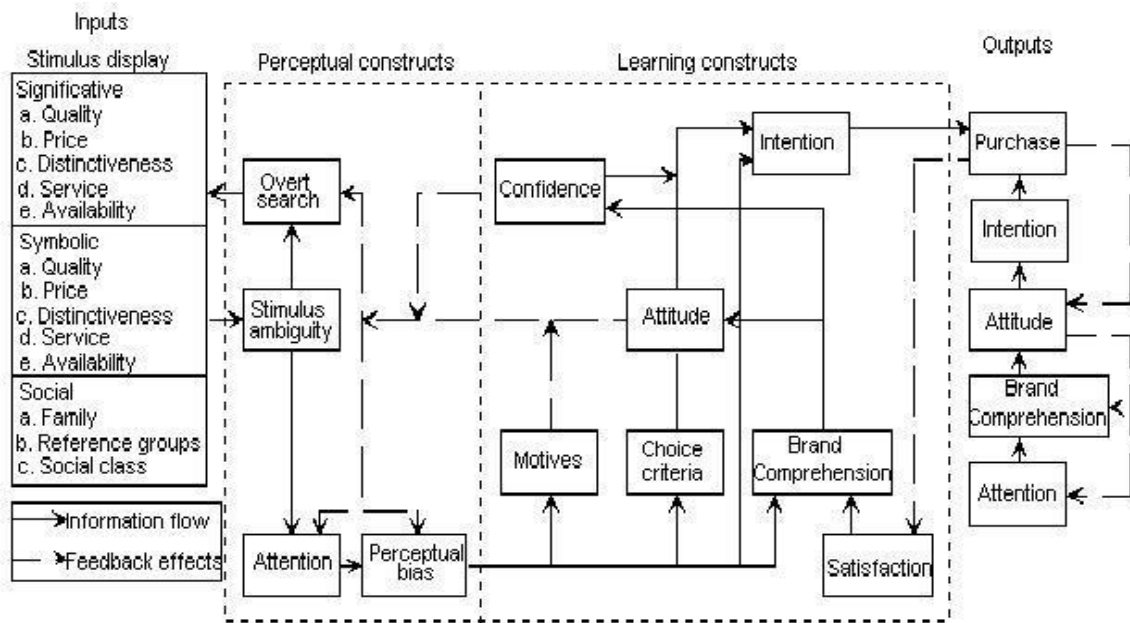 Inputs
Stimulus display
Significative
a. Quality
b. Price
c. Distinctiveness
d. Service
e. Availability
Symbolic
a. Quality
b. Price
c. Distinctiveness
d. Service
e. Availability
Social
a. Family
b. Reference groups
c. Social class
Information flow
Feedback effects
Perceptual constructs
Overt
search
Stimulus
ambiguity
Attention
Perceptual
bias
Learning constructs
Confidence
Intention
Attitude
Motives
Choice
criteria
Brand
Comprehension
Satisfaction
Outputs
Purchase
Intention
Attitude
Brand
Comprehension
Attention